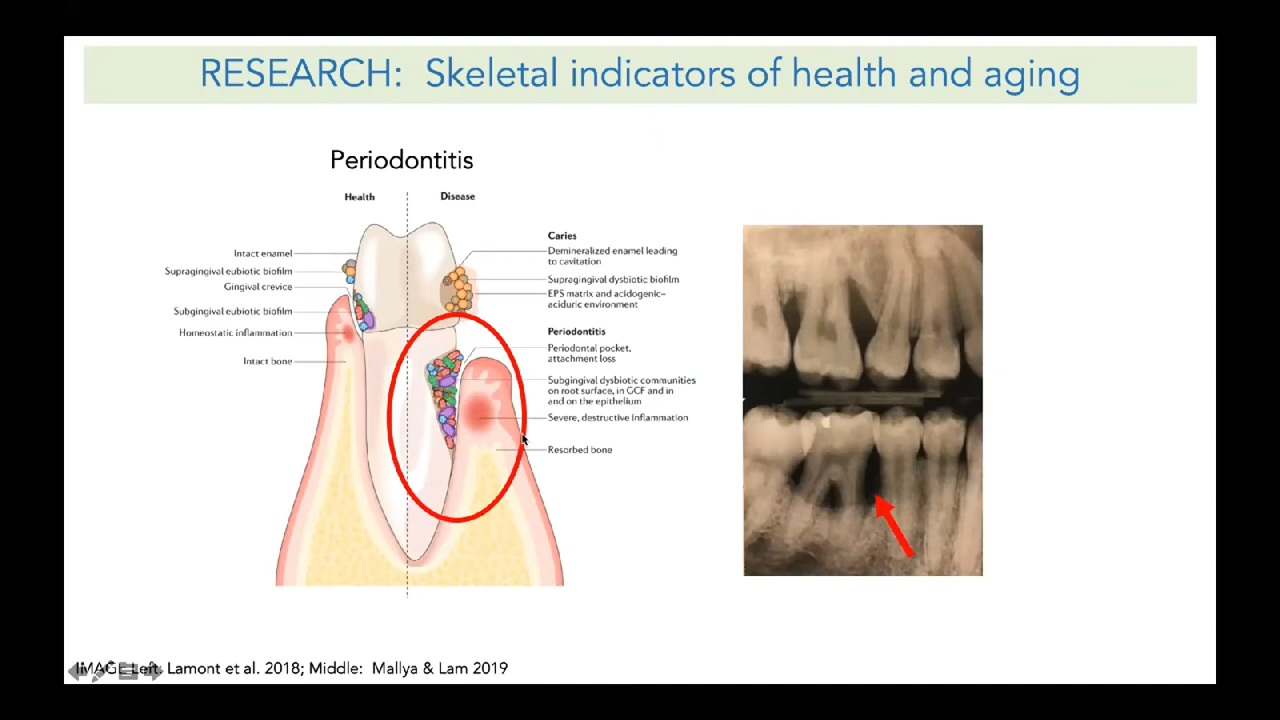 RESEARCH: Skeletal indicators of health and aging
Periodontitis
Health
Disease
Intact enamel
Supragingival eubiotic biofilm
Gingival crevice
Subgingival eubiotic biofilm
Homeostatic inflammation
Intact bone
Caries
Demineralized enamel leading
to cavitation
Supragingival dysbiotic biofilm
EPS matrix and acidogenic–
aciduric environment
Periodontitis
Periodontal pocket,
attachment loss
Subgingival dysbiotic communities
on root surface, in GCF and in
and on the epithelium
Severe, destructive Inflammation
Resorbed bone
IMAGE Left: Lamont et al. 2018; Middle: Mallya & Lam 2019